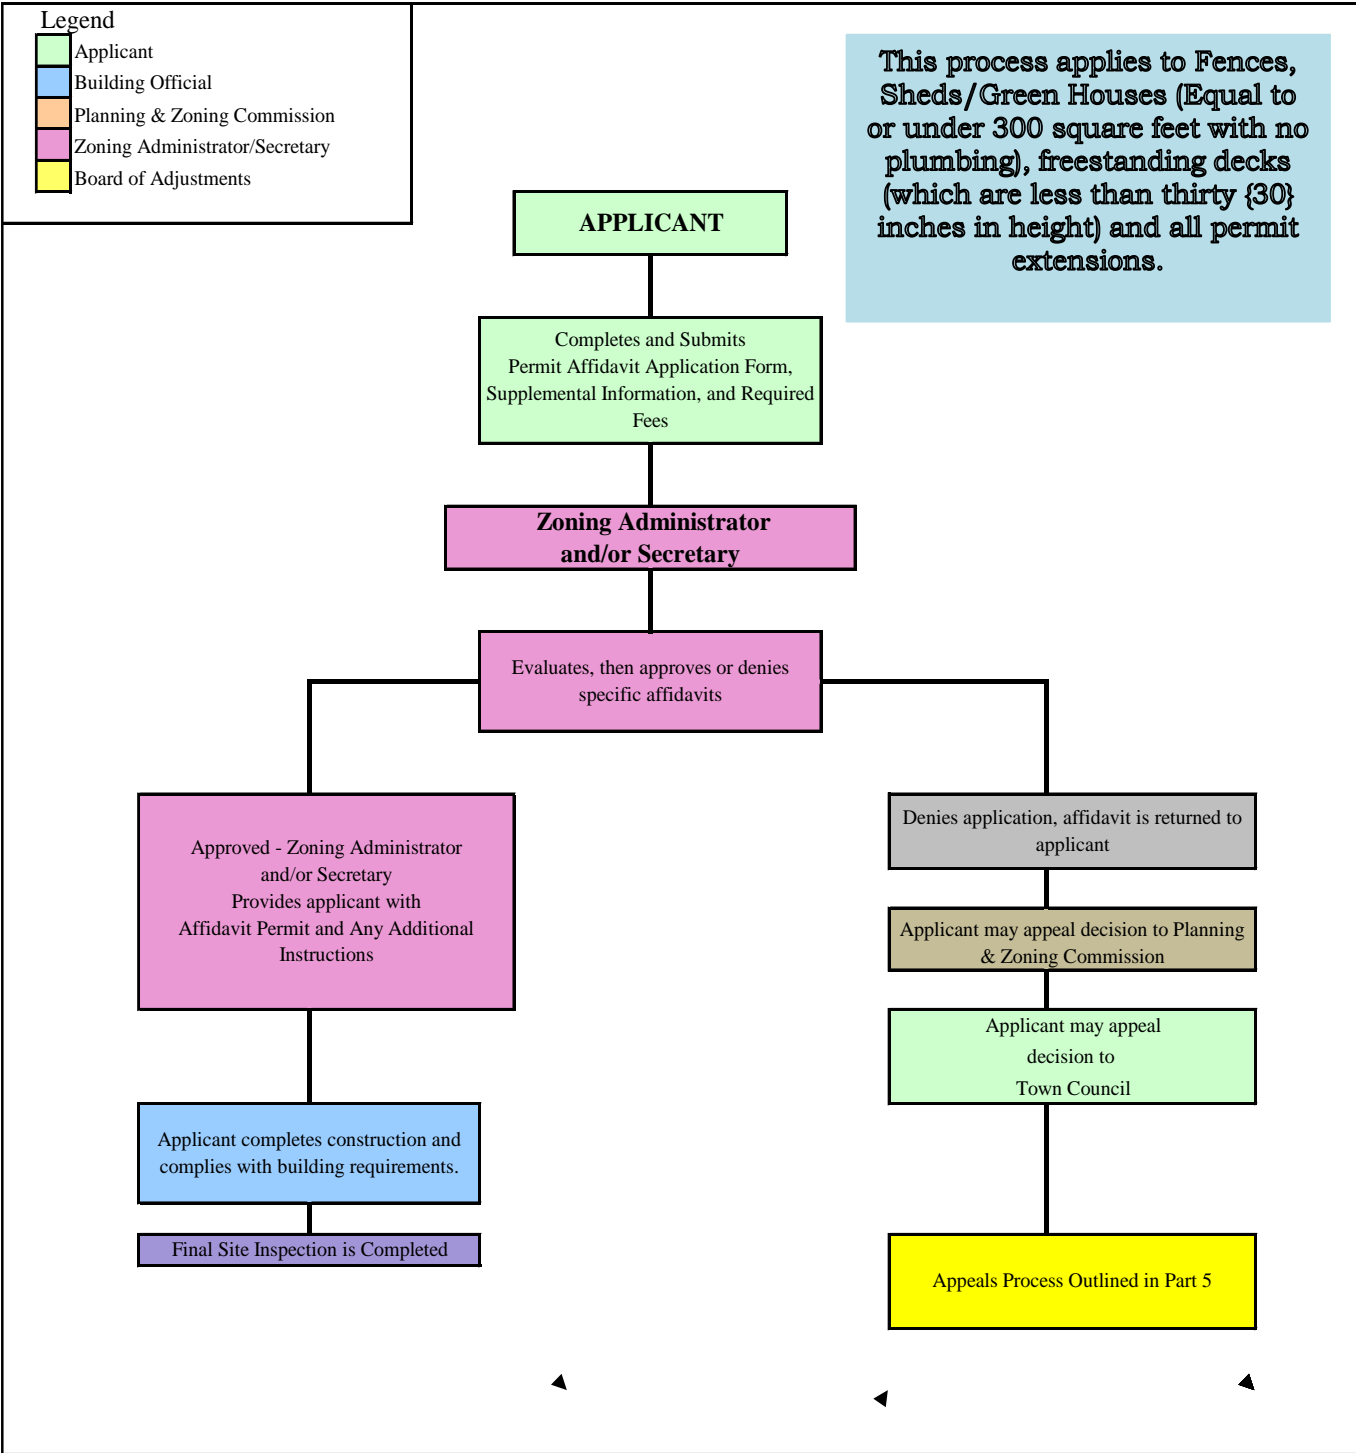 Legend
Applicant
Building Official
Planning & Zoning Commission
Zoning Administrator/Secretary
Board of Adjustments
This process applies to Fences,
Sheds/Green Houses (Equal to
or under 300 square feet with no
plumbing), freestanding decks
(which are less than thirty {30}
inches in height) and all permit
extensions.
APPLICANT
Completes and Submits
Permit Affidavit Application Form,
Supplemental Information, and Required
Fees
Zoning Administrator
and/or Secretary
Evaluates, then approves or denies
specific affidavits
Approved - Zoning Administrator
and/or Secretary
Provides applicant with
Affidavit Permit and Any Additional
Instructions
Applicant completes construction and
complies with building requirements.
Final Site Inspection is Completed
Denies application, affidavit is returned to
applicant
Applicant may appeal decision to Planning
& Zoning Commission
Applicant may appeal
decision to
Town Council
Appeals Process Outlined in Part 5